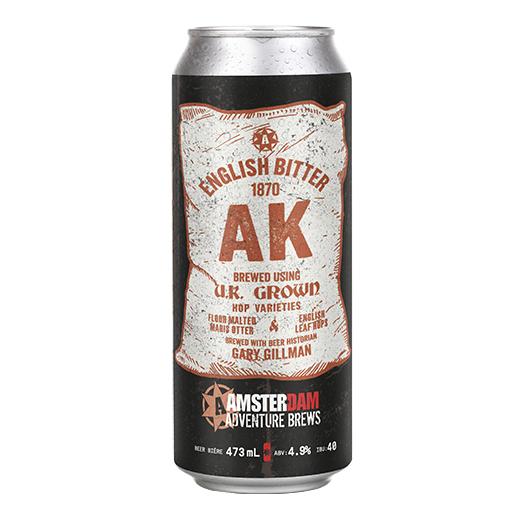 A
ENGLISH BITTER
1870
AK
BREWED USING
U.K. GROWN
HOP VARIETIES
FLOOR MALTED MARIS OTTER & ENGLISH LEAF HOPS
BREWED WITH BEER HISTORIAN
GARY GILLMAN
A AMSTERDAM
ADVENTURE BREWS
BEER BIÈRE 473 mL ABV: 4.9% IBU: 40